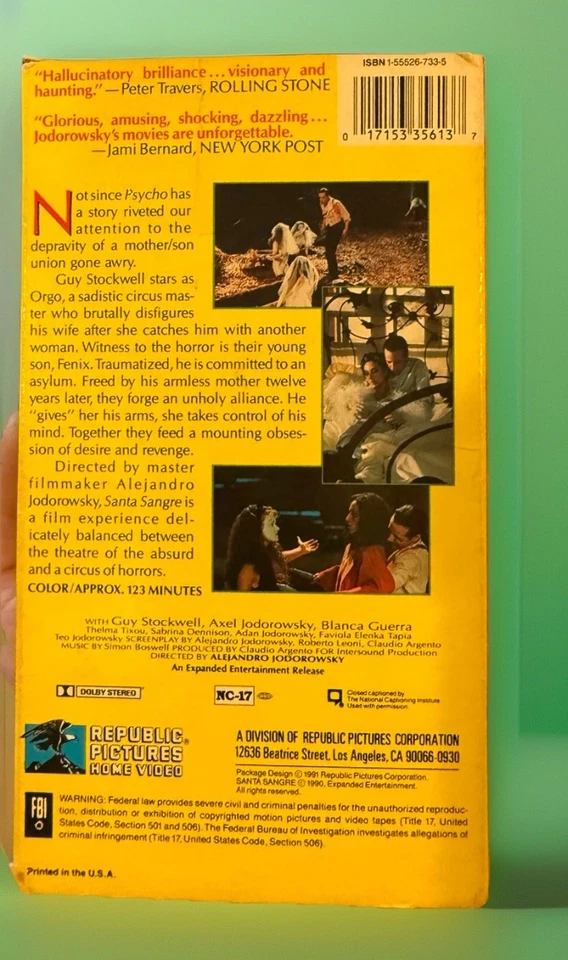 "Hallucinatory brilliance...visionary and
haunting."—Peter Travers, ROLLING STONE
"Glorious, amusing, shocking, dazzling...
Jodorowsky's movies are unforgettable.
—Jami Bernard, NEW YORK POST
ISBN 1-55526-733-5
0 17153 35613 7
Not since Psycho has
a story riveted our
attention to the
depravity of a mother/son
union gone awry.
Guy Stockwell stars as
Orgo, a sadistic circus mas-
ter who brutally disfigures
his wife after she catches him with another
woman. Witness to the horror is their young
son, Fenix. Traumatized, he is committed to an
asylum. Freed by his armless mother twelve
years later, they forge an unholy alliance. He
"gives" her his arms, she takes control of his
mind. Together they feed a mounting obses-
sion of desire and revenge.
Directed by master
filmmaker Alejandro
Jodorowsky, Santa Sangre is
a film experience del-
icately balanced between
the theatre of the absurd
and a circus of horrors.
COLOR/APPROX. 123 MINUTES
WITH Guy Stockwell, Axel Jodorowsky, Blanca Guerra
Thelma Tixou, Sabrina Dennison, Adan Jodorowsky, Faviola Elenka Tapia
Teo Jodorowsky SCREENPLAY BY Alejandro Jodorowsky, Roberto Leoni, Claudio Argento
MUSIC BY Simon Boswell PRODUCED BY Claudio Argento FOR Intersound Production
DIRECTED BY ALEJANDRO JODOROWSKY
An Expanded Entertainment Release
DOLBY STEREO
NC-17
Closed captioned by
The National Captioning Institute
Used with permission.
REPUBLIC
PICTURES
HOME VIDEO
®
A DIVISION OF REPUBLIC PICTURES CORPORATION
12636 Beatrice Street, Los Angeles, CA 90066-0930
Package Design © 1991 Republic Pictures Corporation.
SANTA SANGRE © 1990, Expanded Entertainment.
All rights reserved.
FBI
WARNING: Federal law provides severe civil and criminal penalties for the unauthorized reproduc-
tion, distribution or exhibition of copyrighted motion pictures and video tapes (Title 17, United
States Code, Section 501 and 506). The Federal Bureau of Investigation investigates allegations of
criminal infringement (Title 17, United States Code, Section 506).
Printed in the U.S.A.